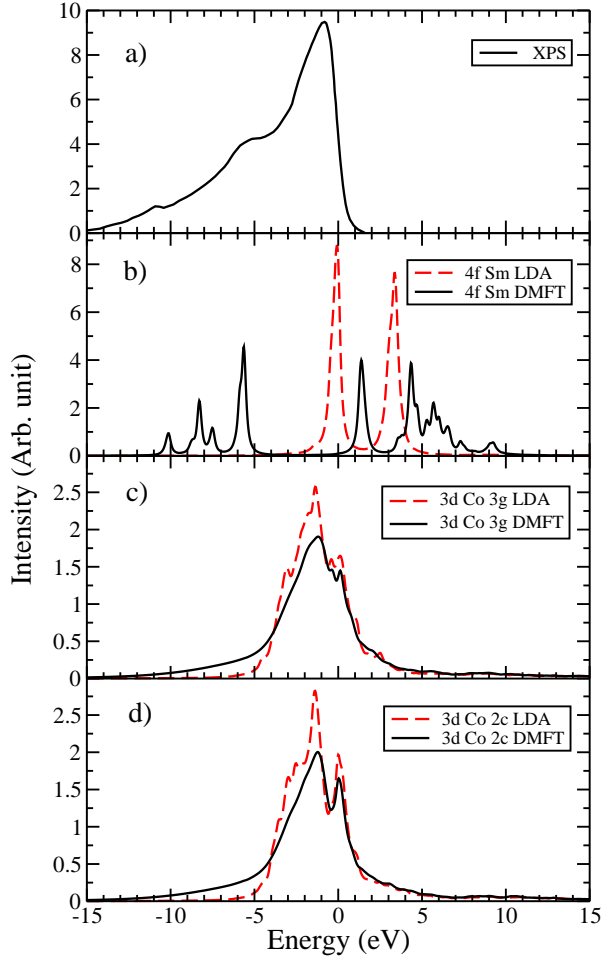 10
8
6
4
2
0
a)
XPS
8
6
4
2
0
b)
4f Sm LDA
4f Sm DMFT
Intensity (Arb. unit)
2.5
2
1.5
1
0.5
0
c)
3d Co 3g LDA
3d Co 3g DMFT
2.5
2
1.5
1
0.5
0
d)
3d Co 2c LDA
3d Co 2c DMFT
-15 -10 -5 0 5 10 15
Energy (eV)